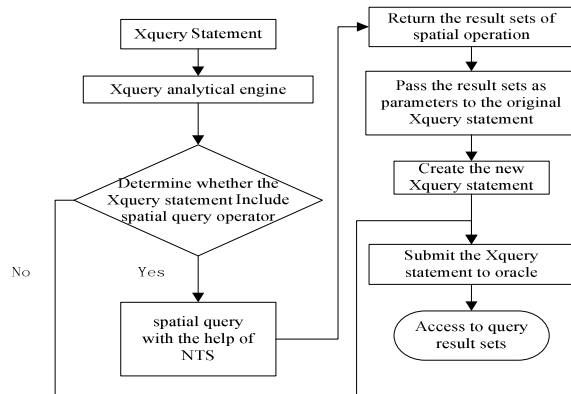 Xquery Statement
Xquery analytical engine
Determine whether the
Xquery statement Include
spatial query operator
No
Yes
spatial query
with the help of
NTS
Return the result sets of
spatial operation
Pass the result sets as
parameters to the original
Xquery statement
Create the new
Xquery statement
Submit the Xquery
statement to oracle
Access to query
result sets